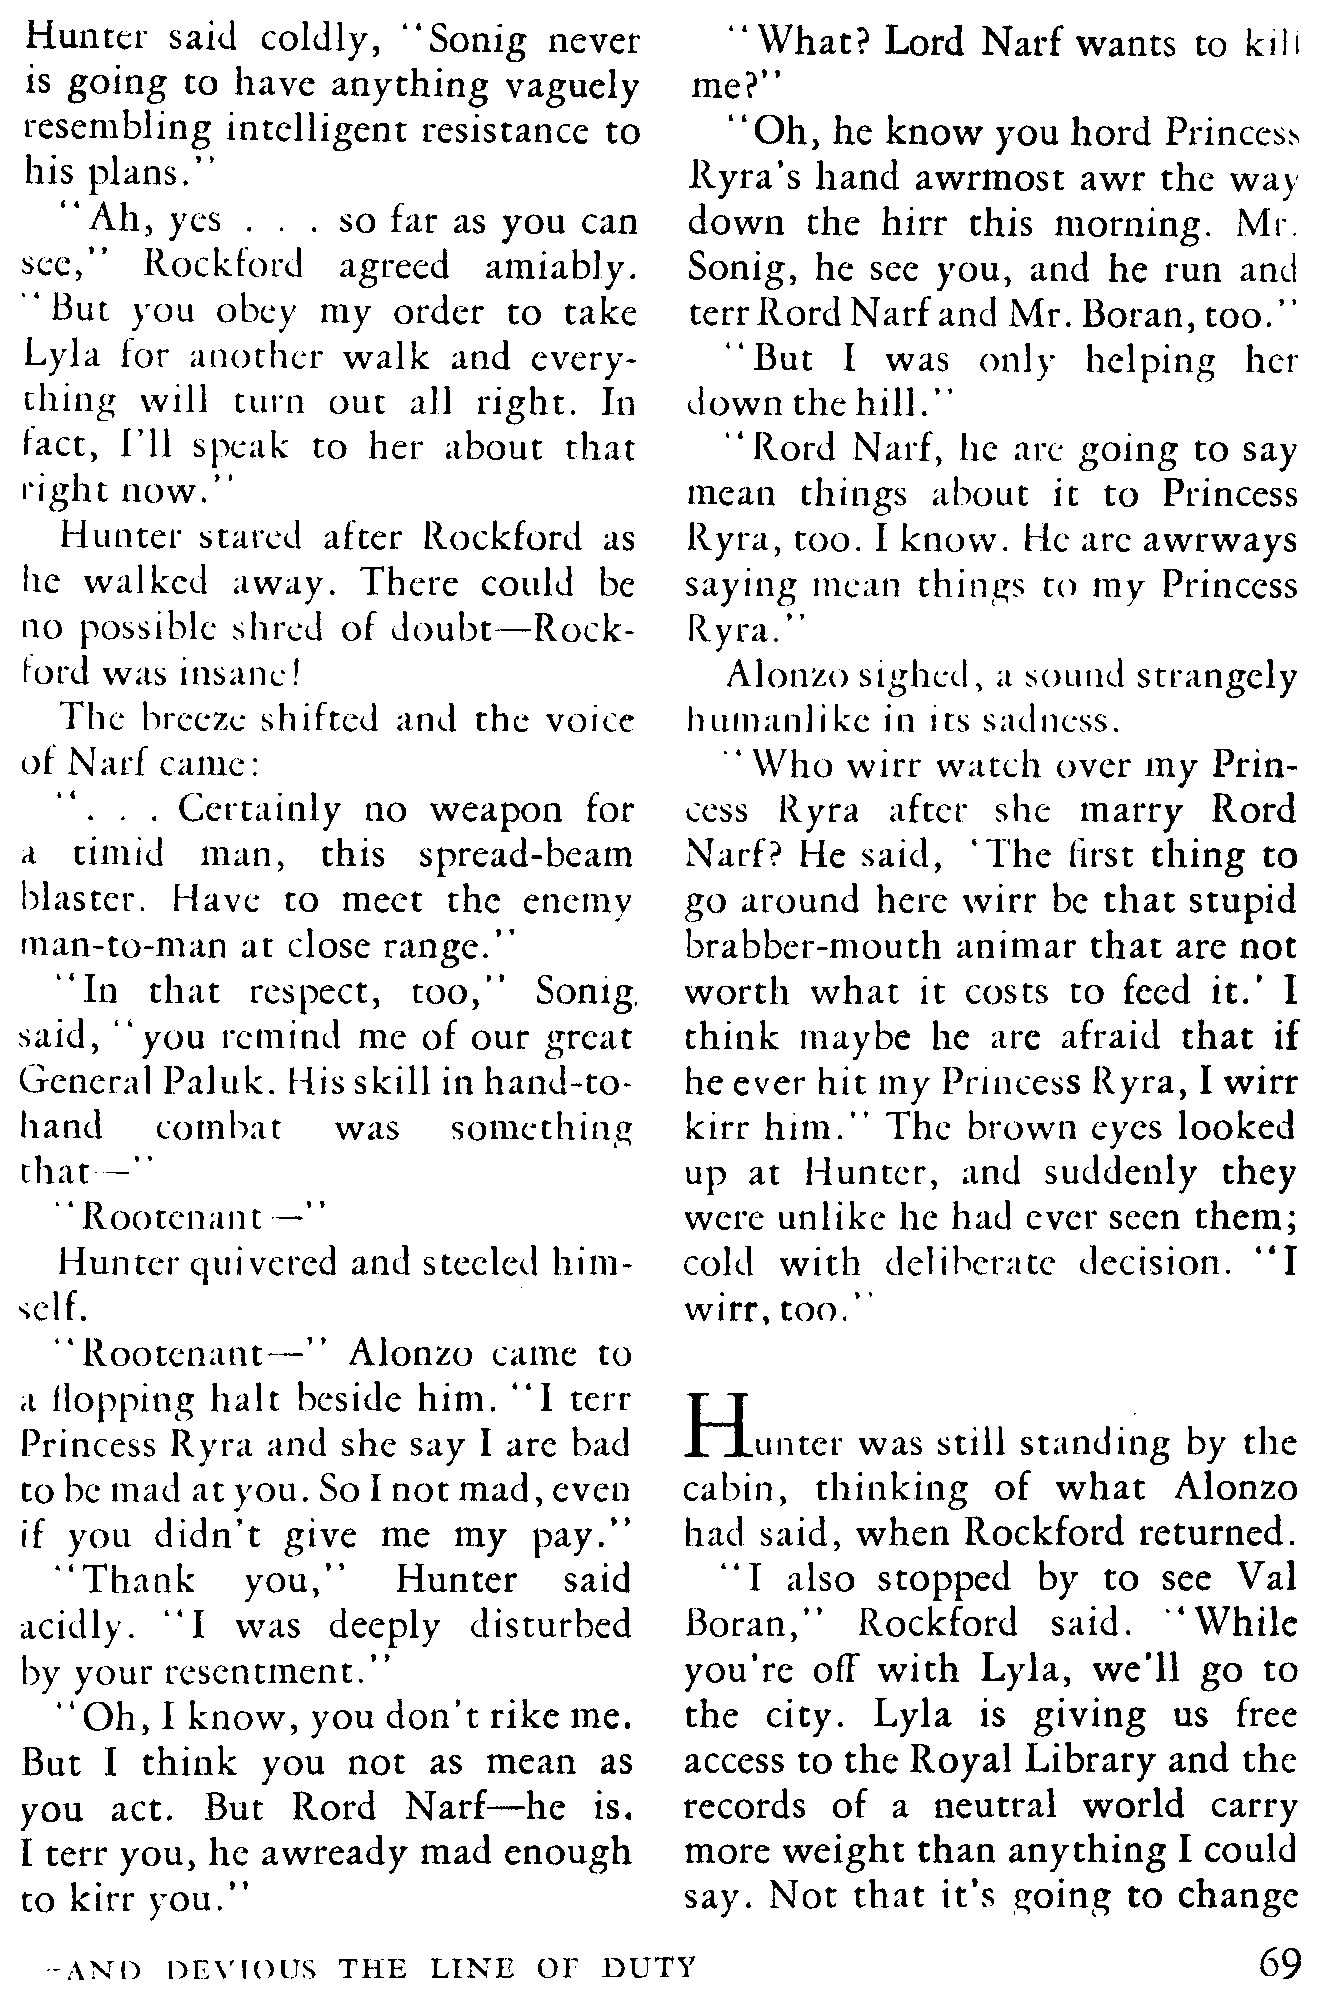 Hunter said coldly, "Sonig never
is going to have anything vaguely
resembling intelligent resistance to
his plans."
"Ah, yes . . . so far as you can
see," Rockford agreed amiably.
"But you obey my order to take
Lyla for another walk and every-
thing will turn out all right. In
fact, I'll speak to her about that
right now."
Hunter stared after Rockford as
he walked away. There could be
no possible shred of doubt—Rock-
ford was insane!
The breeze shifted and the voice
of Narf came:
". . . Certainly no weapon for
a timid man, this spread-beam
blaster. Have to meet the enemy
man-to-man at close range."
"In that respect, too," Sonig
said, "you remind me of our great
General Paluk. His skill in hand-to-
hand combat was something
that—"
"Rootenant—"
Hunter quivered and steeled him-
self.
"Rootenant—" Alonzo came to
a flopping halt beside him. "I terr
Princess Ryra and she say I are bad
to be mad at you. So I not mad, even
if you didn't give me my pay."
"Thank you," Hunter said
acidly. "I was deeply disturbed
by your resentment."
"Oh, I know, you don't rike me.
But I think you not as mean as
you act. But Rord Narf—he is.
I terr you, he awready mad enough
to kirr you."
"What? Lord Narf wants to kill
me?"
"Oh, he know you hord Princess
Ryra's hand awrmost awr the way
down the hirr this morning. Mr.
Sonig, he see you, and he run and
terr Rord Narf and Mr. Boran, too."
"But I was only helping her
down the hill."
"Rord Narf, he are going to say
mean things about it to Princess
Ryra, too. I know. He are awrways
saying mean things to my Princess
Ryra."
Alonzo sighed, a sound strangely
humanlike in its sadness.
"Who wirr watch over my Prin-
cess Ryra after she marry Rord
Narf? He said, 'The first thing to
go around here wirr be that stupid
brabber-mouth animar that are not
worth what it costs to feed it.' I
think maybe he are afraid that if
he ever hit my Princess Ryra, I wirr
kirr him." The brown eyes looked
up at Hunter, and suddenly they
were unlike he had ever seen them;
cold with deliberate decision. "I
wirr, too."
Hunter was still standing by the
cabin, thinking of what Alonzo
had said, when Rockford returned.
"I also stopped by to see Val
Boran," Rockford said. "While
you're off with Lyla, we'll go to
the city. Lyla is giving us free
access to the Royal Library and the
records of a neutral world carry
more weight than anything I could
say. Not that it's going to change
—AND DEVIOUS THE LINE OF DUTY
69